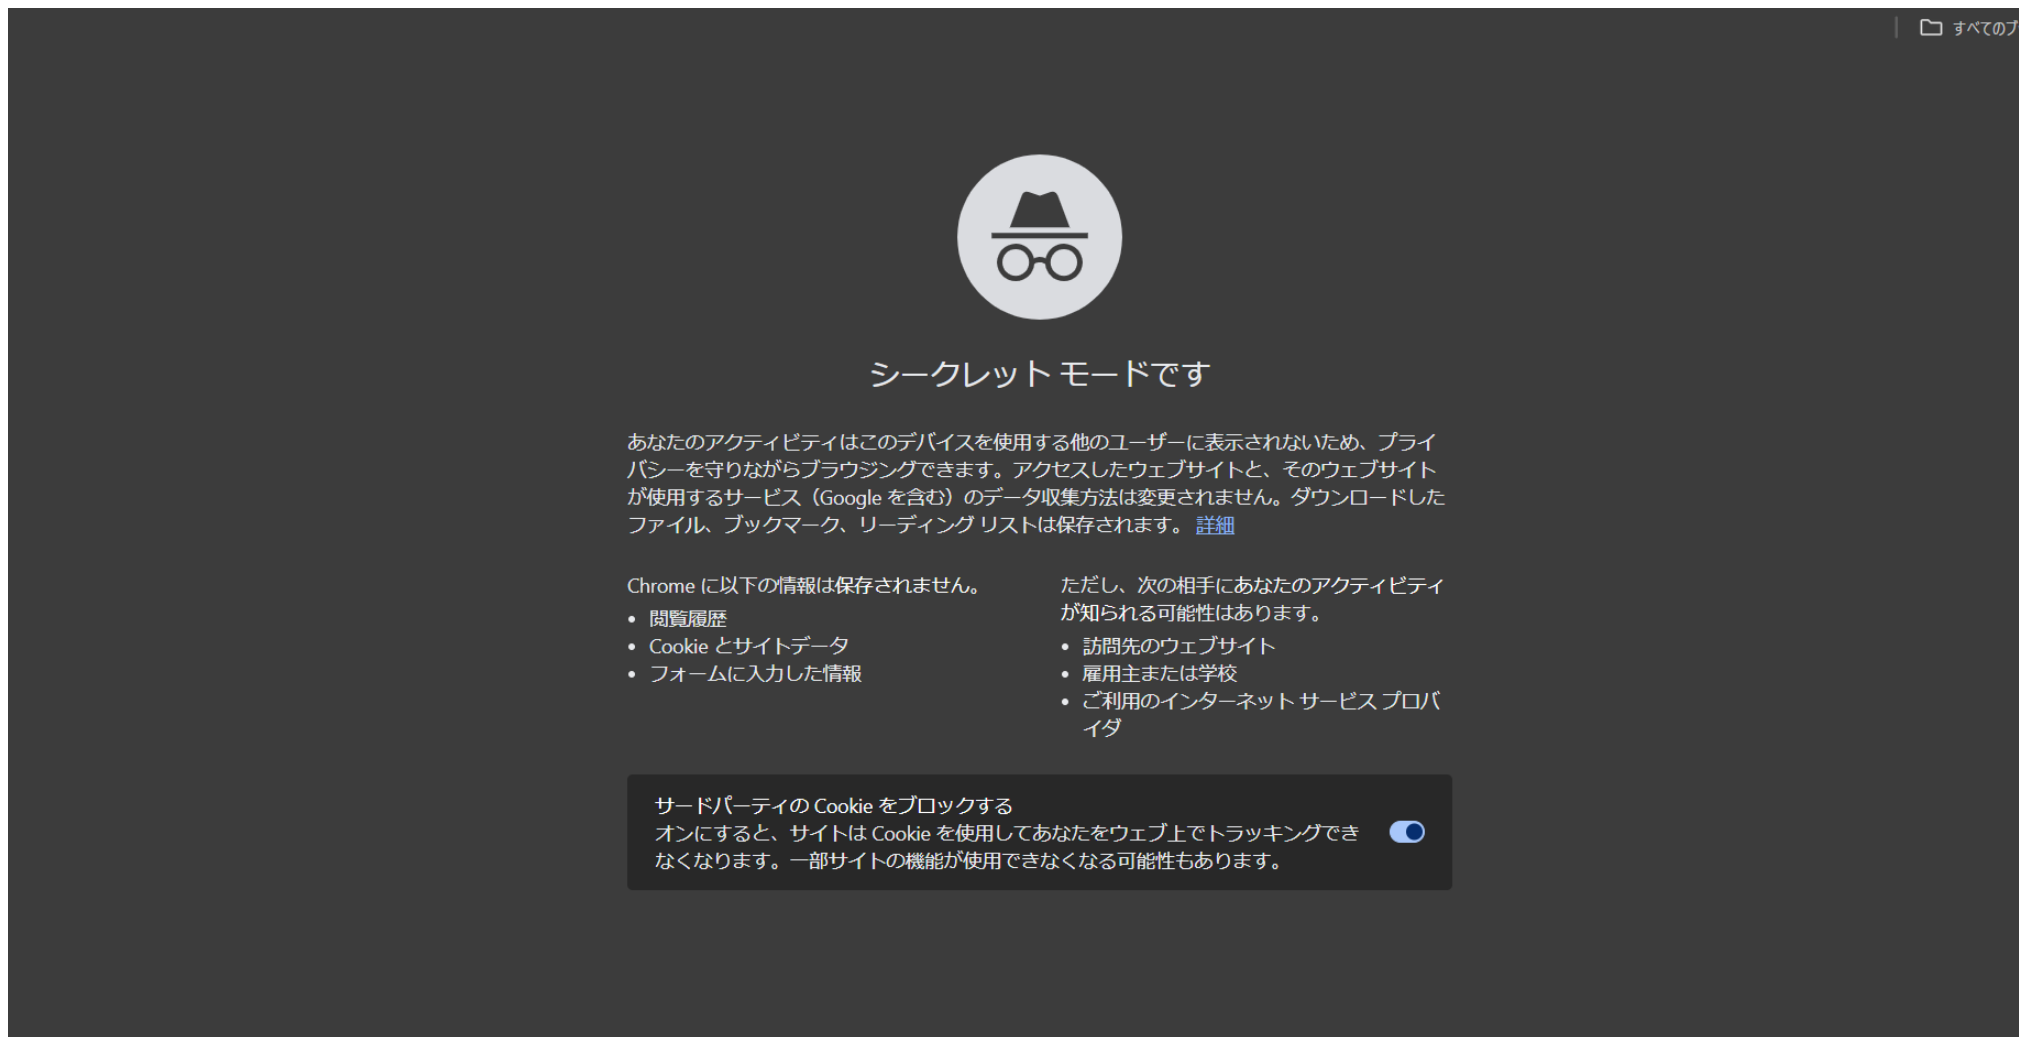 すべてのブ
シークレット モードです
あなたのアクティビティはこのデバイスを使用する他のユーザーに表示されないため、プライ
バシーを守りながらブラウジングできます。アクセスしたウェブサイトと、そのウェブサイト
が使用するサービス（Google を含む）のデータ収集方法は変更されません。ダウンロードした
ファイル、ブックマーク、リーディング リストは保存されます。 詳細
Chrome に以下の情報は保存されません。
• 閲覧履歴
• Cookie とサイトデータ
• フォームに入力した情報
ただし、次の相手にあなたのアクティビティ
が知られる可能性はあります。
• 訪問先のウェブサイト
• 雇用主または学校
• ご利用のインターネット サービス プロバ
イダ
サードパーティの Cookie をブロックする
オンにすると、サイトは Cookie を使用してあなたをウェブ上でトラッキングでき
なくなります。一部サイトの機能が使用できなくなる可能性もあります。